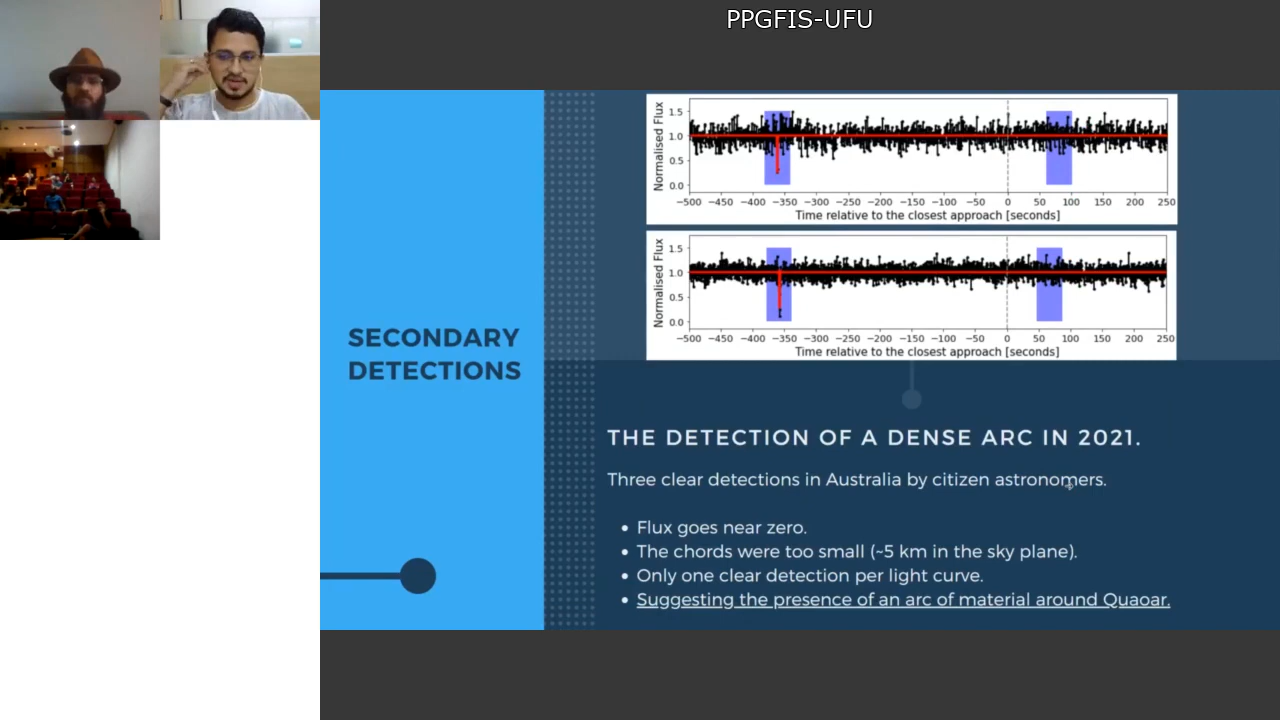 PPGFIS-UFU
Normalised Flux
1.5
1.0
0.5
0.0
−500 −450 −400 −350 −300 −250 −200 −150 −100 −50 0 50 100 150 200 250
Time relative to the closest approach [seconds]
Normalised Flux
1.5
1.0
0.5
0.0
−500 −450 −400 −350 −300 −250 −200 −150 −100 −50 0 50 100 150 200 250
Time relative to the closest approach [seconds]
SECONDARY
DETECTIONS
THE DETECTION OF A DENSE ARC IN 2021.
Three clear detections in Australia by citizen astronomers.
• Flux goes near zero.
• The chords were too small (~5 km in the sky plane).
• Only one clear detection per light curve.
• Suggesting the presence of an arc of material around Quaoar.